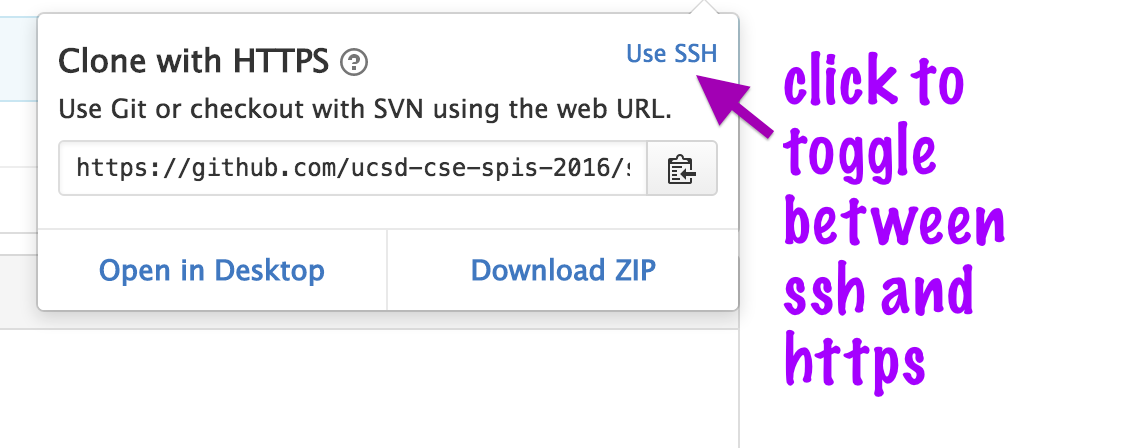 Clone with HTTPS ?
Use SSH
Use Git or checkout with SVN using the web URL.
https://github.com/ucsd-cse-spis-2016/
Open in Desktop
Download ZIP
click to
toggle
between
ssh and
https